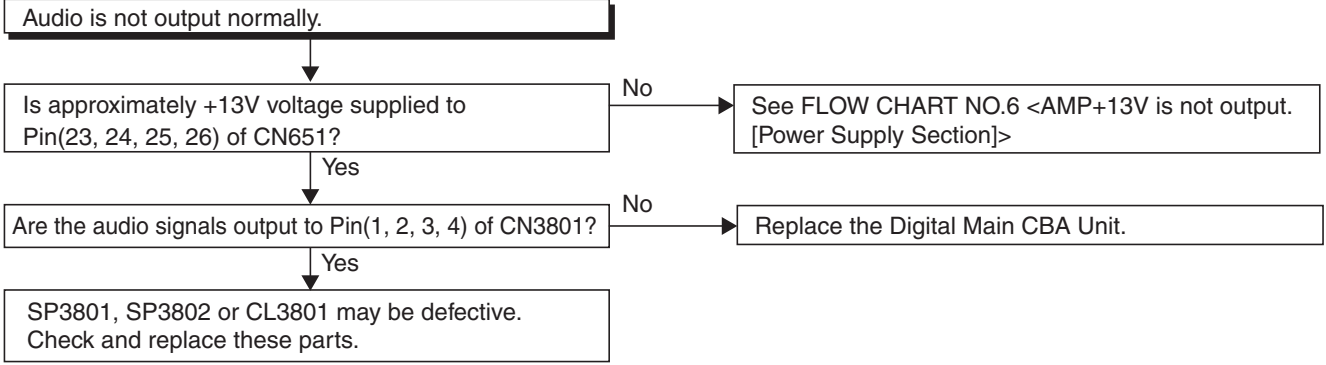 Audio is not output normally.
Is approximately +13V voltage supplied to
Pin(23, 24, 25, 26) of CN651?
No
See FLOW CHART NO.6 <AMP+13V is not output.
[Power Supply Section]>
Yes
Are the audio signals output to Pin(1, 2, 3, 4) of CN3801?
No
Replace the Digital Main CBA Unit.
Yes
SP3801, SP3802 or CL3801 may be defective.
Check and replace these parts.